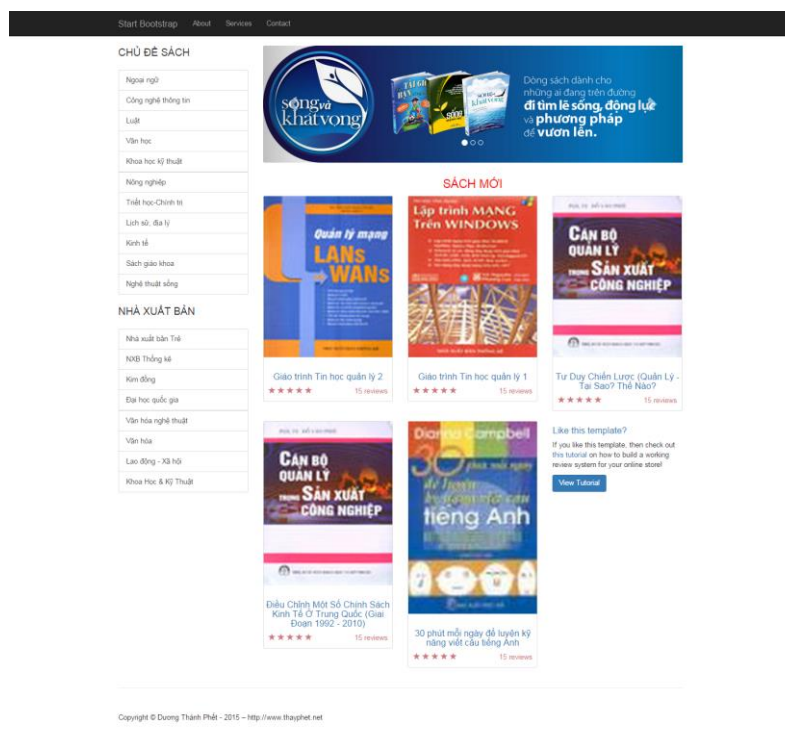 Start Bootstrap About Services Contact
CHỦ ĐỀ SÁCH
Ngoại ngữ
Công nghệ thông tin
Luật
Văn học
Khoa học kỹ thuật
Nông nghiệp
Triết học-Chính trị
Lịch sử, địa lý
Kinh tế
Sách giáo khoa
Nghệ thuật sống
NHÀ XUẤT BẢN
Nhà xuất bản Trẻ
NXB Thống kê
Kim đồng
Đại học quốc gia
Văn hóa nghệ thuật
Văn hóa
Lao động - Xã hội
Khoa Học & Kỹ Thuật
sống và
khát vọng
Dòng sách dành cho
những ai đang trên đường
đi tìm lẽ sống, động lực
và phương pháp
để vươn lên.
SÁCH MỚI
Quản lý mạng
LANs
WANs
Giáo trình Tin học quản lý 2
15 reviews
Lập trình MẠNG
Trên WINDOWS
Giáo trình Tin học quản lý 1
15 reviews
CÁN BỘ
QUẢN LÝ
TRONG SẢN XUẤT
CÔNG NGHIỆP
Tư Duy Chiến Lược (Quản Lý -
Tại Sao? Thế Nào?
15 reviews
CÁN BỘ
QUẢN LÝ
TRONG SẢN XUẤT
CÔNG NGHIỆP
Điều Chỉnh Một Số Chính Sách
Kinh Tế Ở Trung Quốc (Giai
Đoạn 1992 - 2010)
15 reviews
Dianna Campbell
30 phút mỗi ngày
để luyện
kỹ năng viết câu
tiếng Anh
30 phút mỗi ngày để luyện kỹ
năng viết câu tiếng Anh
15 reviews
Like this template?
If you like this template, then check out
this tutorial on how to build a working
review system for your online store!
View Tutorial
Copyright © Duong Thành Phết - 2015 – http://www.thayphet.net